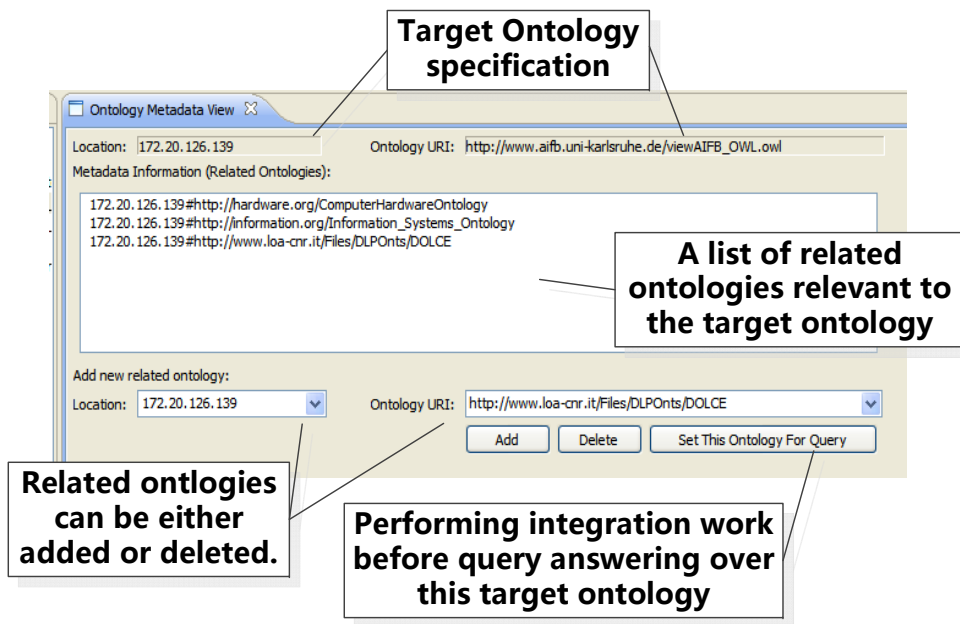 Target Ontology
specification
Ontology Metadata View
Location: 172.20.126.139 Ontology URI: http://www.aifb.uni-karlsruhe.de/viewAIFB_OWL.owl
Metadata Information (Related Ontologies):
172.20.126.139#http://hardware.org/ComputerHardwareOntology
172.20.126.139#http://information.org/Information_Systems_Ontology
172.20.126.139#http://www.loa-cnr.it/Files/DLPOnts/DOLCE
A list of related
ontologies relevant to
the target ontology
Add new related ontology:
Location: 172.20.126.139 Ontology URI: http://www.loa-cnr.it/Files/DLPOnts/DOLCE
Add Delete Set This Ontology For Query
Related ontlogies
can be either
added or deleted.
Performing integration work
before query answering over
this target ontology